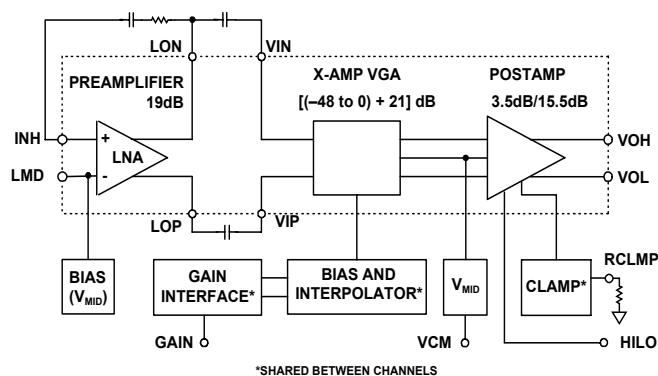 LON VIN
PREAMPLIFIER
19dB
X-AMP VGA
[(–48 to 0) + 21] dB
POSTAMP
3.5dB/15.5dB
INH
+
LNA
-
LMD
VOH
VOL
LOP
VIP
BIAS
(VMID)
GAIN
INTERFACE*
BIAS AND
INTERPOLATOR*
VMID
CLAMP*
RCLMP
GAIN
VCM
HILO
*SHARED BETWEEN CHANNELS